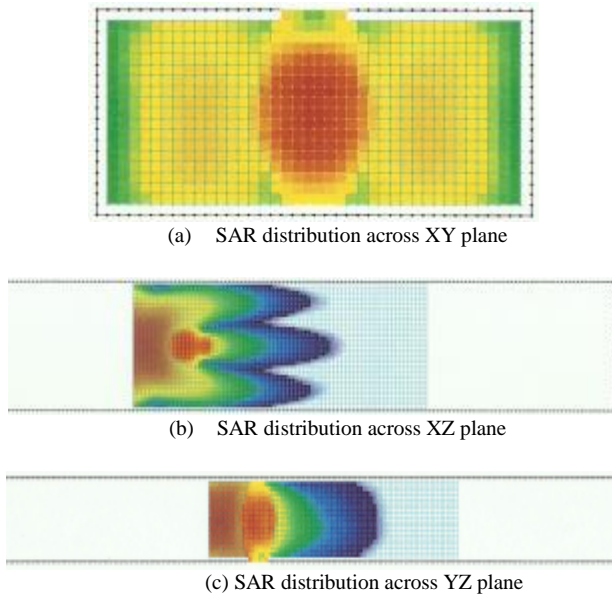 (a) SAR distribution across XY plane
(b) SAR distribution across XZ plane
(c) SAR distribution across YZ plane